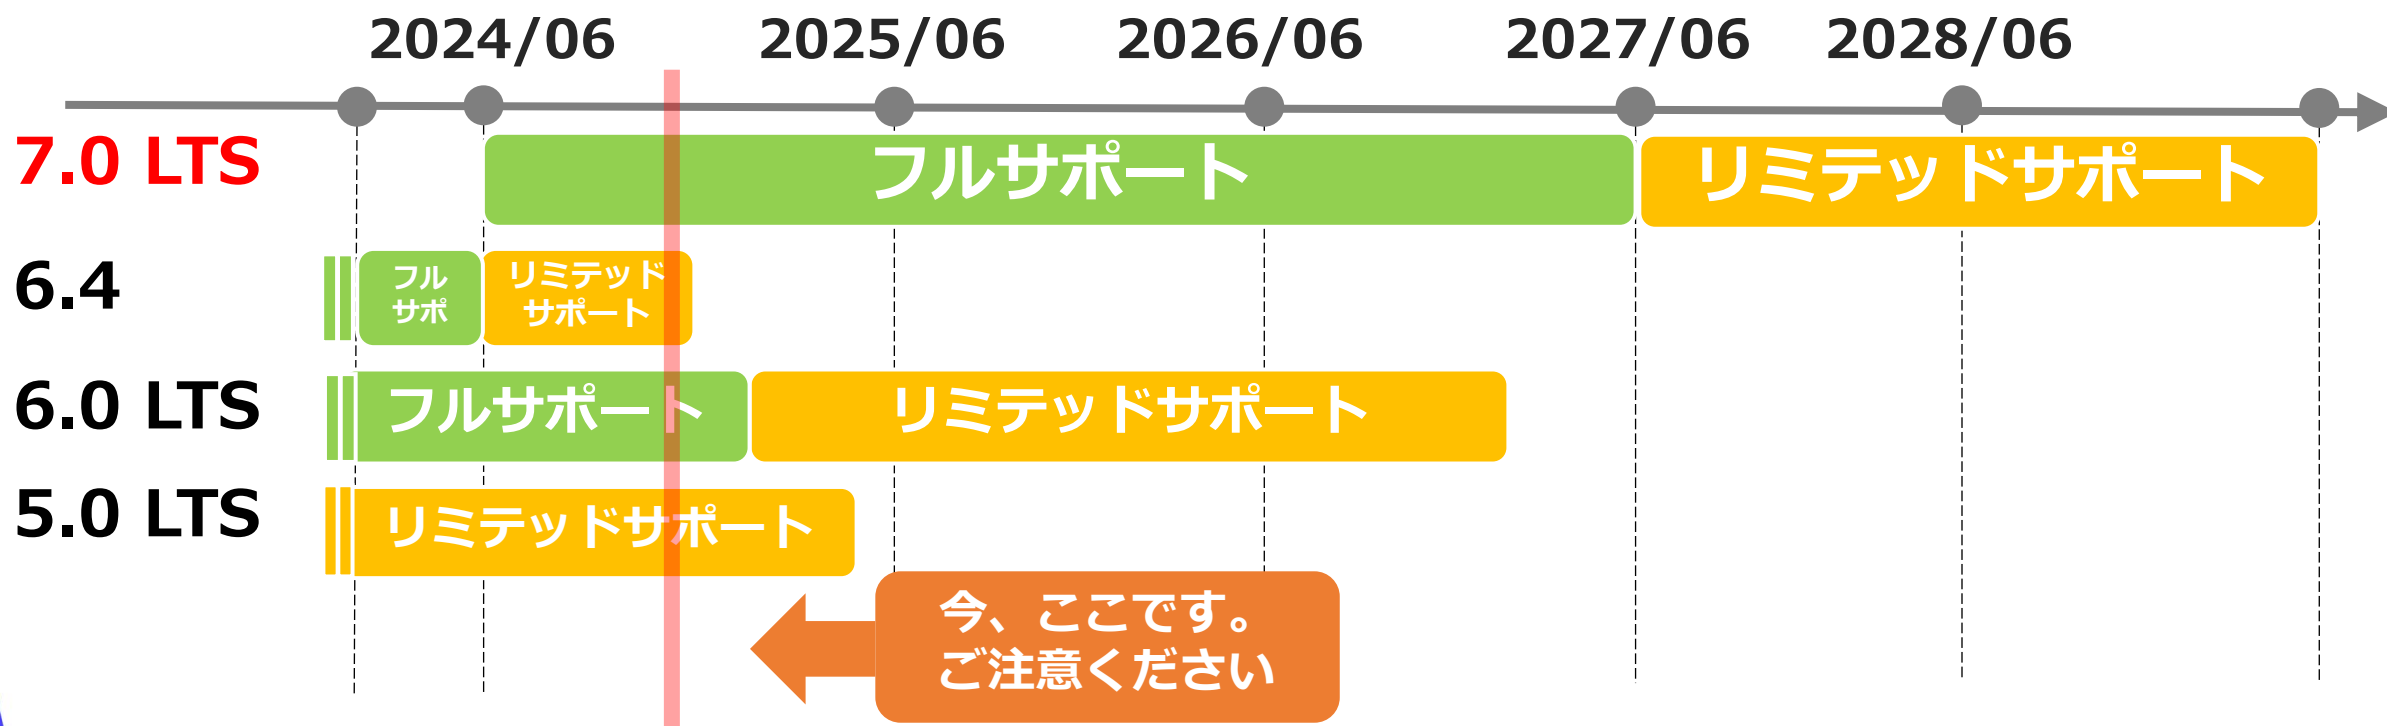 2024/06 2025/06 2026/06 2027/06 2028/06
7.0 LTS
フルサポート
リミテッドサポート
6.4
フル
サポ
リミテッド
サポート
6.0 LTS
フルサポート
リミテッドサポート
5.0 LTS
リミテッドサポート
今、ここです。
ご注意ください